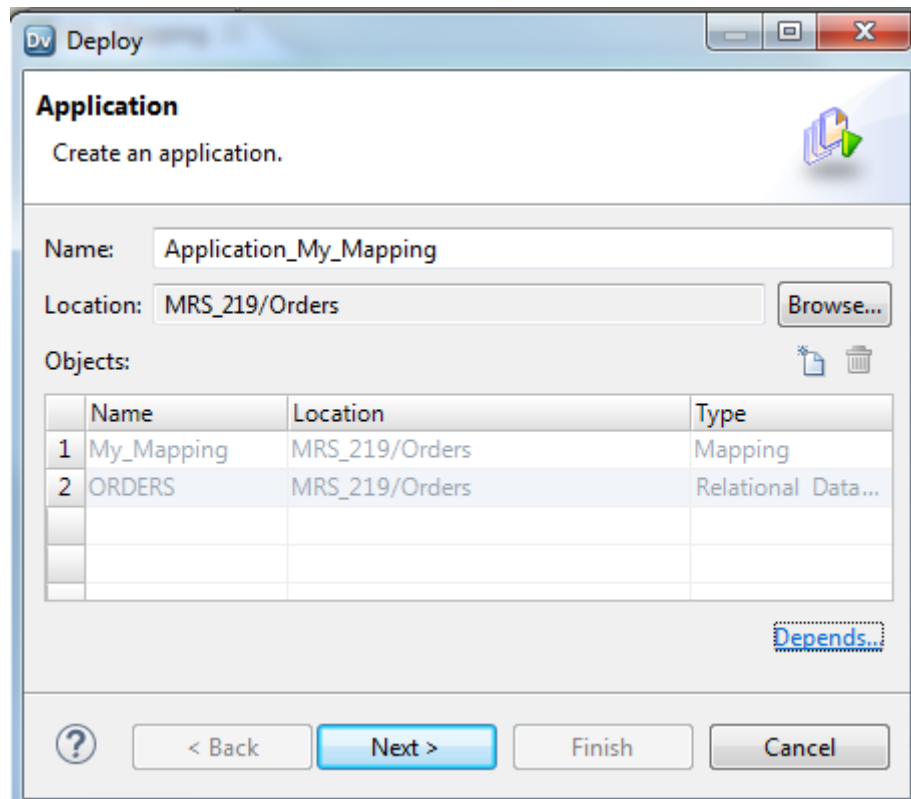 Dv Deploy
Application
Create an application.
Name: Application_My_Mapping
Location: MRS_219/Orders Browse...
Objects:
Name Location Type
1 My_Mapping MRS_219/Orders Mapping
2 ORDERS MRS_219/Orders Relational Data...
Depends...
? < Back Next > Finish Cancel